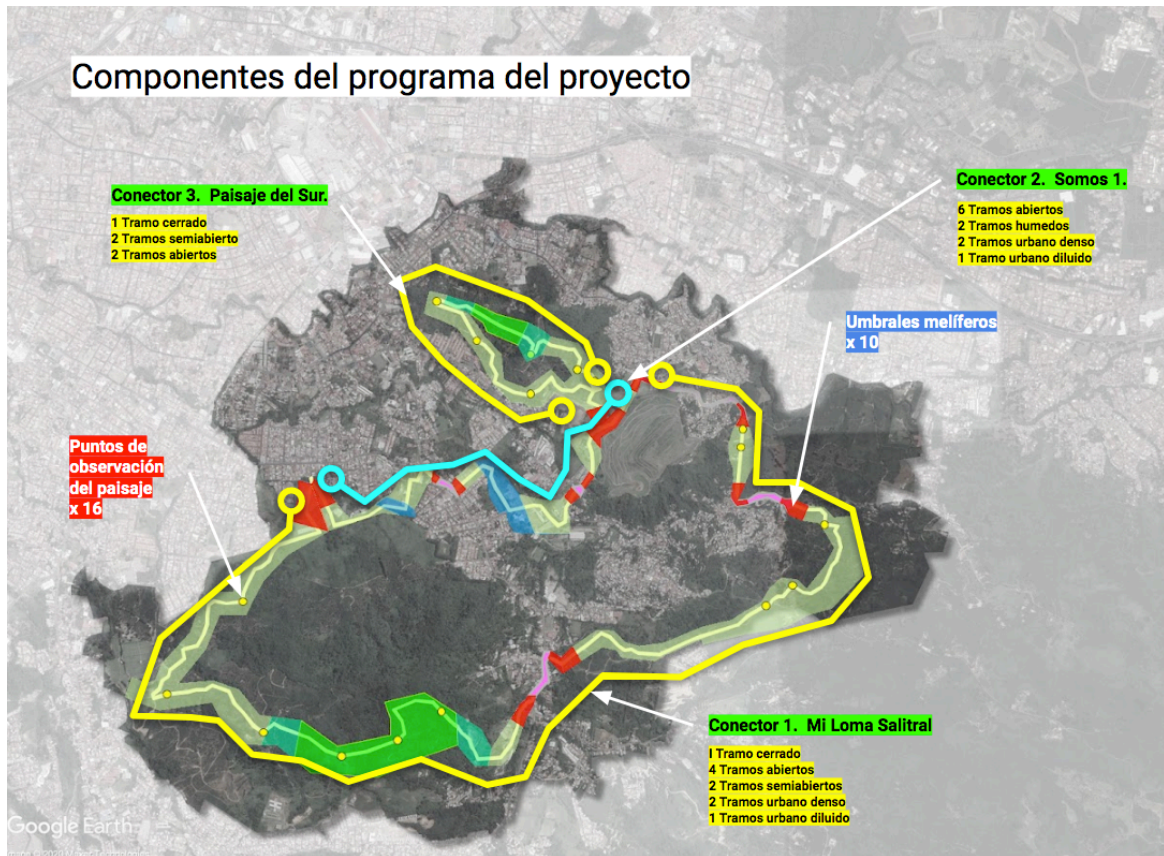 Componentes del programa del proyecto
Conector 3. Paisaje del Sur.
1 Tramo cerrado
2 Tramos semiabierto
2 Tramos abiertos
Conector 2. Somos 1.
6 Tramos abiertos
2 Tramos humedos
2 Tramos urbano denso
1 Tramo urbano diluido
Umbrales melíferos
x 10
Puntos de
observación
del paisaje
x 16
Conector 1. Mi Loma Salitral
I Tramo cerrado
4 Tramos abiertos
2 Tramos semiabiertos
2 Tramos urbano denso
1 Tramos urbano diluido
Google Earth